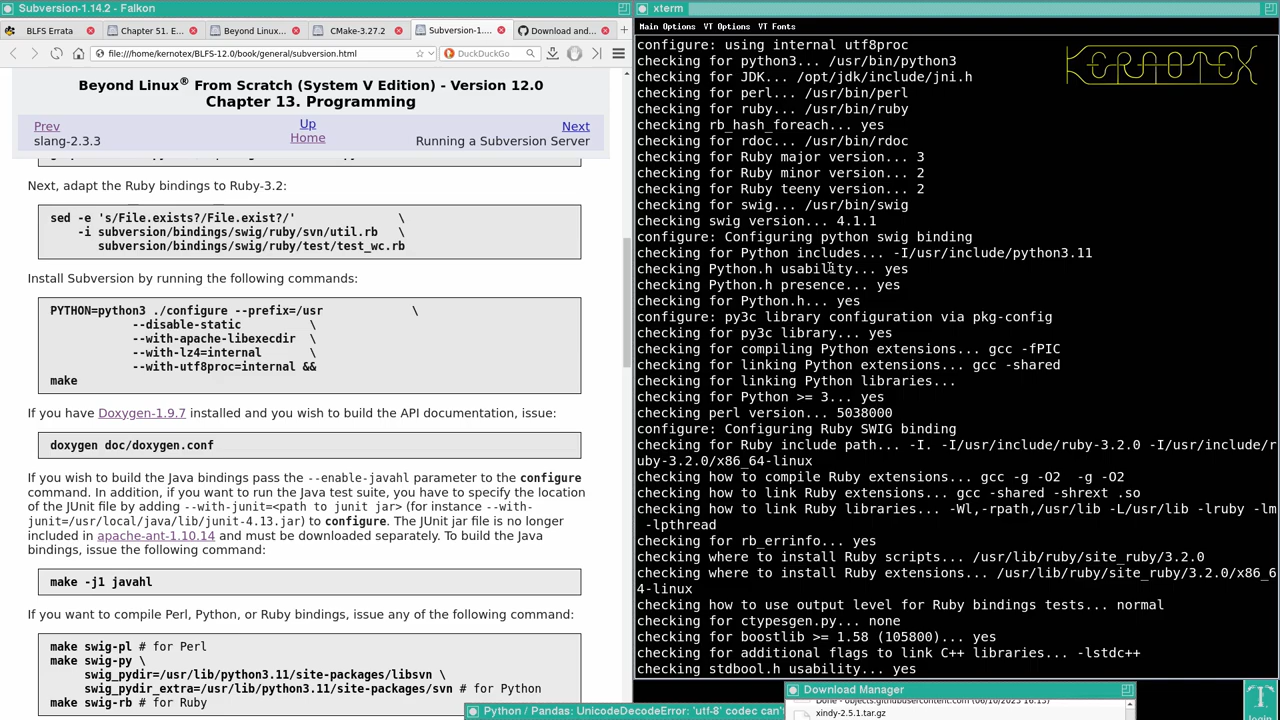 Subversion-1.14.2 - Falkon
BLFS Errata
Chapter 51. E
Beyond Linux...
CMake-3.27.2
Subversion-1....
Download and...
file:///home/kernotex/BLFS-12.0/book/general/subversion.html
DuckDuckGo
Beyond Linux® From Scratch (System V Edition) - Version 12.0
Chapter 13. Programming
Prev
Up
Next
slang-2.3.3
Home
Running a Subversion Server
Next, adapt the Ruby bindings to Ruby-3.2:
sed -e 's/File.exists?/File.exist?/' \
-i subversion/bindings/swig/ruby/svn/util.rb \
subversion/bindings/swig/ruby/test/test_wc.rb
Install Subversion by running the following commands:
PYTHON=python3 ./configure --prefix=/usr \
--disable-static \
--with-apache-libexecdir \
--with-lz4=internal \
--with-utf8proc=internal &&
make
If you have Doxygen-1.9.7 installed and you wish to build the API documentation, issue:
doxygen doc/doxygen.conf
If you wish to build the Java bindings pass the --enable-javahl parameter to the configure
command. In addition, if you want to run the Java test suite, you have to specify the location
of the JUnit file by adding --with-junit=<path to junit jar> (for instance --with-
junit=/usr/local/java/lib/junit-4.13.jar) to configure. The JUnit jar file is no longer
included in apache-ant-1.10.14 and must be downloaded separately. To build the Java
bindings, issue the following command:
make -j1 javahl
If you want to compile Perl, Python, or Ruby bindings, issue any of the following command:
make swig-pl # for Perl
make swig-py \
swig_pydir=/usr/lib/python3.11/site-packages/libsvn \
swig_pydir_extra=/usr/lib/python3.11/site-packages/svn # for Python
make swig-rb # for Ruby
xterm
Main Options VT Options VT Fonts
KERNOTEX
configure: using internal utf8proc
checking for python3... /usr/bin/python3
checking for JDK... /opt/jdk/include/jni.h
checking for perl... /usr/bin/perl
checking for ruby... /usr/bin/ruby
checking rb_hash_foreach... yes
checking for rdoc... /usr/bin/rdoc
checking for Ruby major version... 3
checking for Ruby minor version... 2
checking for Ruby teeny version... 2
checking for swig... /usr/bin/swig
checking swig version... 4.1.1
configure: Configuring python swig binding
checking for Python includes... -I/usr/include/python3.11
checking Python.h usability... yes
checking Python.h presence... yes
checking for Python.h... yes
configure: py3c library configuration via pkg-config
checking for py3c library... yes
checking for compiling Python extensions... gcc -fPIC
checking for linking Python extensions... gcc -shared
checking for linking Python libraries...
checking for Python >= 3... yes
checking perl version... 5038000
configure: Configuring Ruby SWIG binding
checking for Ruby include path... -I. -I/usr/include/ruby-3.2.0 -I/usr/include/r
uby-3.2.0/x86_64-linux
checking how to compile Ruby extensions... gcc -g -O2  -g -O2
checking how to link Ruby extensions... gcc -shared -shrext .so
checking how to link Ruby libraries... -Wl,-rpath,/usr/lib -L/usr/lib -lruby -lm
-lpthread
checking for rb_errinfo... yes
checking where to install Ruby scripts... /usr/lib/ruby/site_ruby/3.2.0
checking where to install Ruby extensions... /usr/lib/ruby/site_ruby/3.2.0/x86_6
4-linux
checking how to use output level for Ruby bindings tests... normal
checking for ctypesgen.py... none
checking for boostlib >= 1.58 (105800)... yes
checking for additional flags to link C++ libraries... -lstdc++
checking stdbool.h usability... yes
Download Manager
Done - objects.githubusercontent.com
xindy-2.5.1.tar.gz
Python / Pandas: UnicodeDecodeError: 'utf-8' codec can't
login